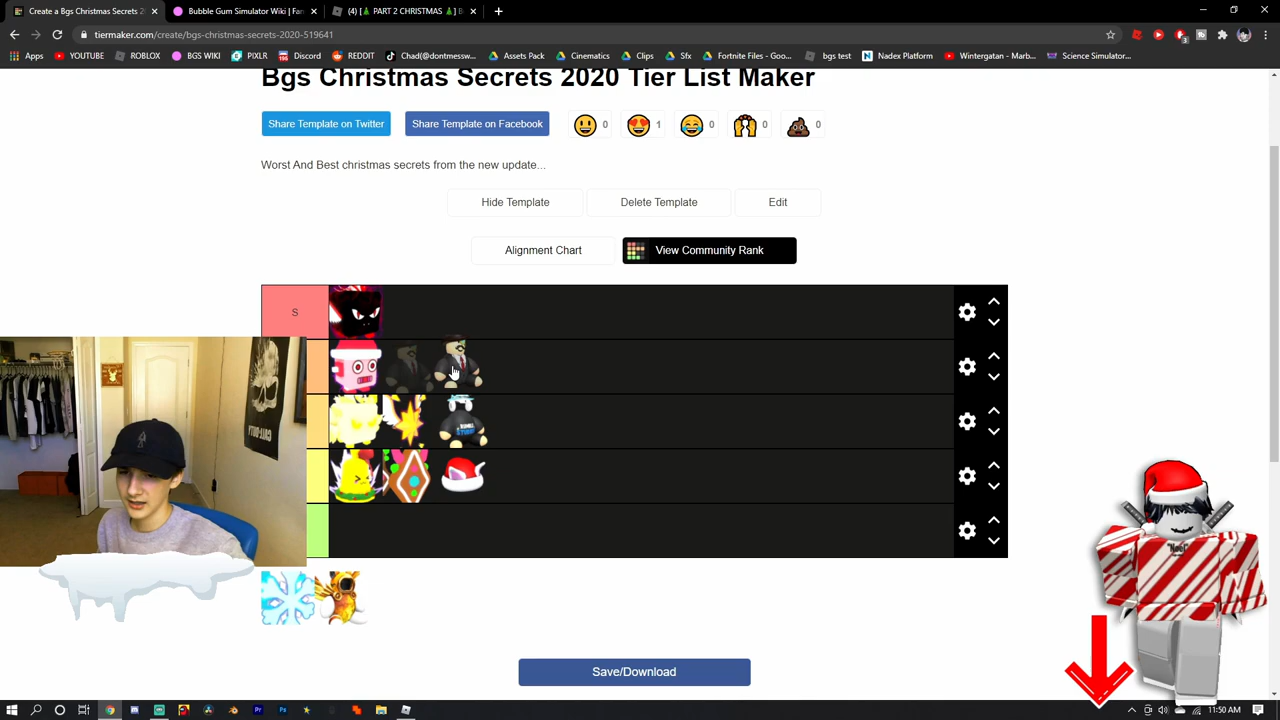 Create a Bgs Christmas Secrets 2
Bubble Gum Simulator Wiki | Fan
(4) [🎄 PART 2 CHRISTMAS 🎄] B
tiermaker.com/create/bgs-christmas-secrets-2020-519641
Apps YOUTUBE ROBLOX BGS WIKI PIXLR Discord REDDIT Chad(@dontmessw... Assets Pack Cinematics Clips Sfx Fortnite Files - Goo... bgs test Nadex Platform Wintergatan - Marb... Science Simulator...
Bgs Christmas Secrets 2020 Tier List Maker
Share Template on Twitter Share Template on Facebook 0 1 0 0 0
Worst And Best christmas secrets from the new update...
Hide Template Delete Template Edit
Alignment Chart View Community Rank
S
CALL·DUTY
"Noel"
Save/Download
11:50 AM